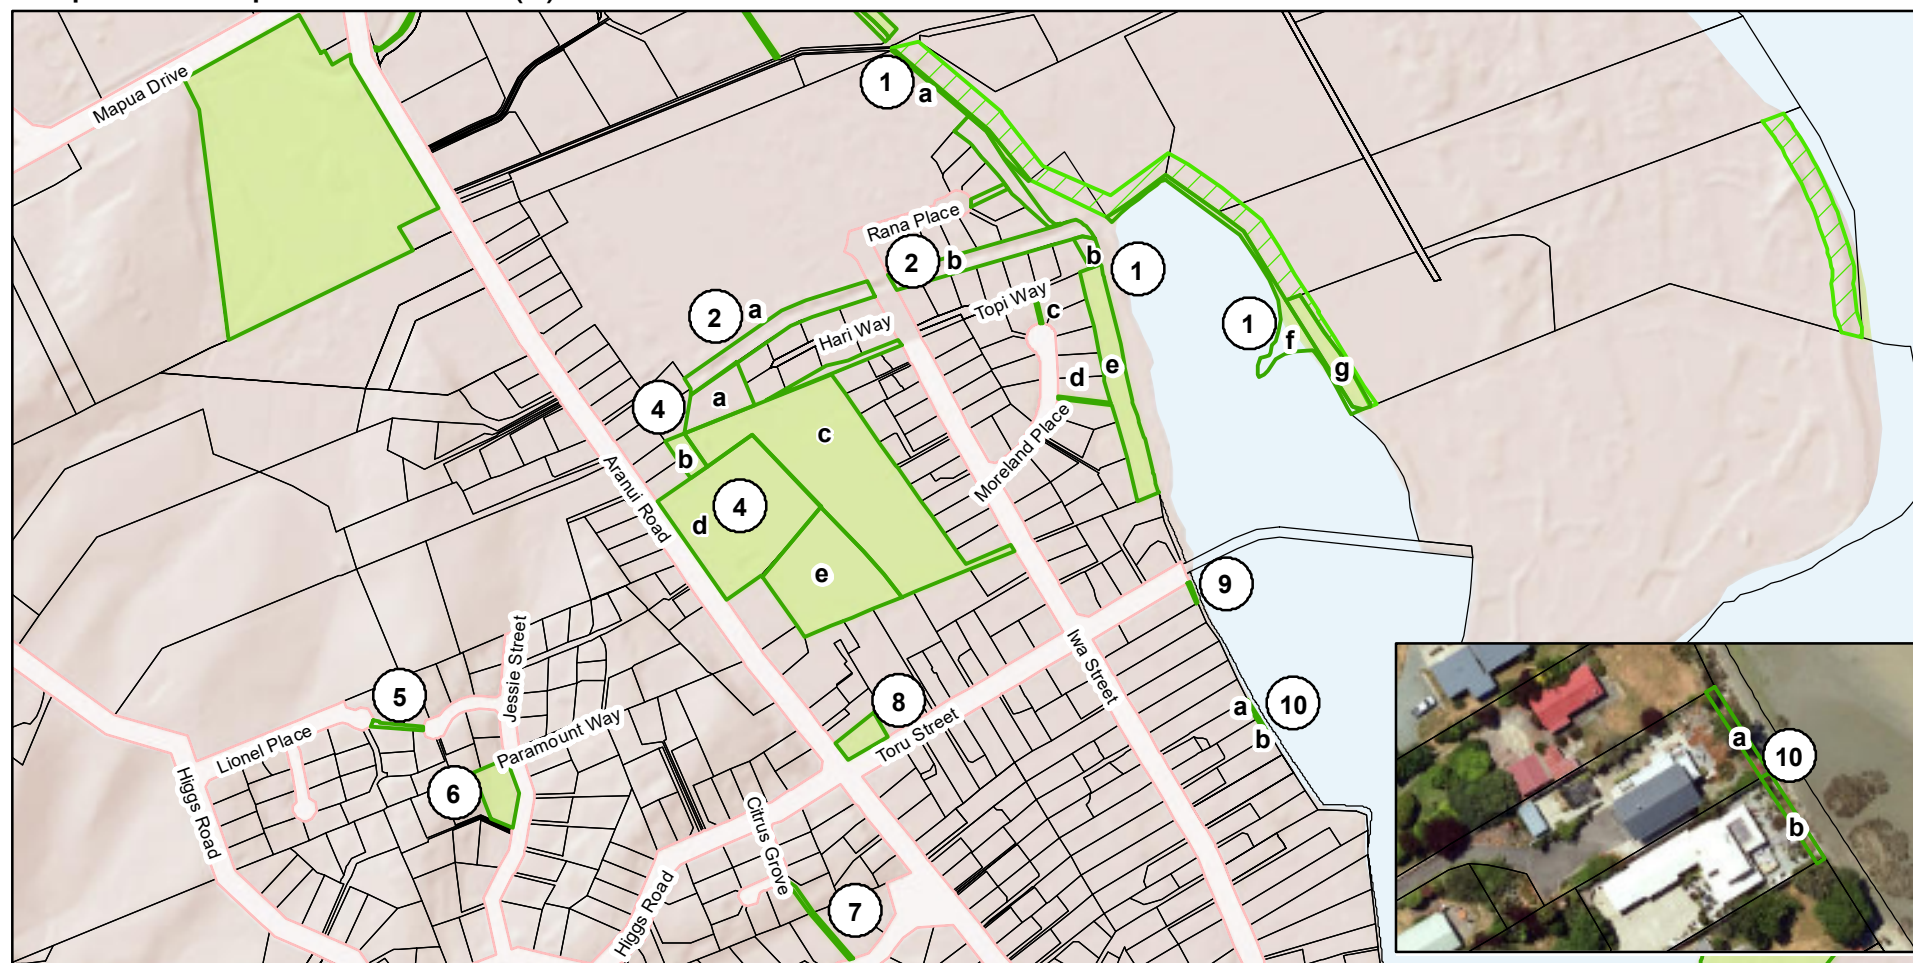 Mapua Drive
1
a
Rana Place
2
b
b
1
2
a
Hari Way
Topi Way
c
1
f
g
e
d
4
a
c
b
Moreland Place
Aranui Road
4
d
e
9
Iwa Street
Jessie Street
5
Lionel Place
Paramount Way
8
Toru Street
a
10
b
6
Higgs Road
Citrus Grove
Higgs Road
7
a
10
b